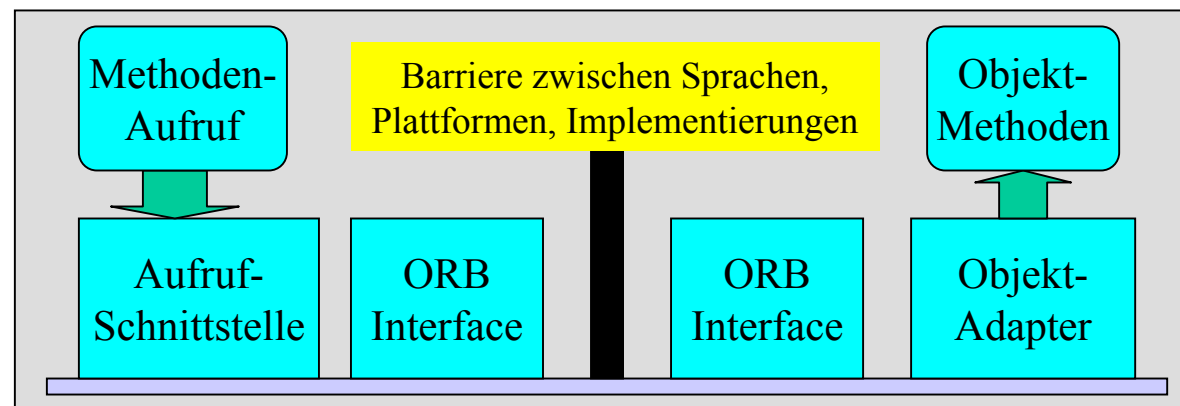 Methoden-
Aufruf
Barriere zwischen Sprachen,
Plattformen, Implementierungen
Objekt-
Methoden
Aufruf-
Schnittstelle
ORB
Interface
ORB
Interface
Objekt-
Adapter